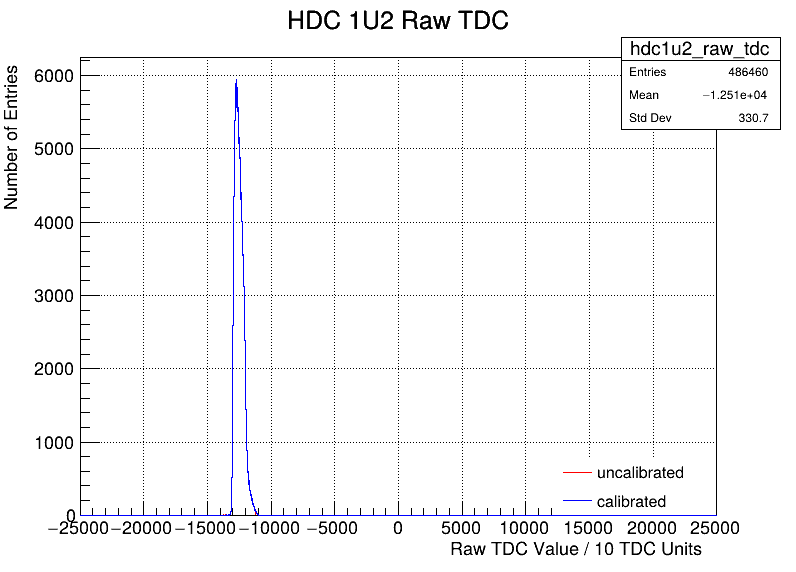 HDC 1U2 Raw TDC
hdc1u2_raw_tdc
Entries 486460
Mean −1.251e+04
Std Dev 330.7
Number of Entries
6000
5000
4000
3000
2000
1000
0
−25000 −20000 −15000 −10000 −5000 0 5000 10000 15000 20000 25000
uncalibrated
calibrated
Raw TDC Value / 10 TDC Units